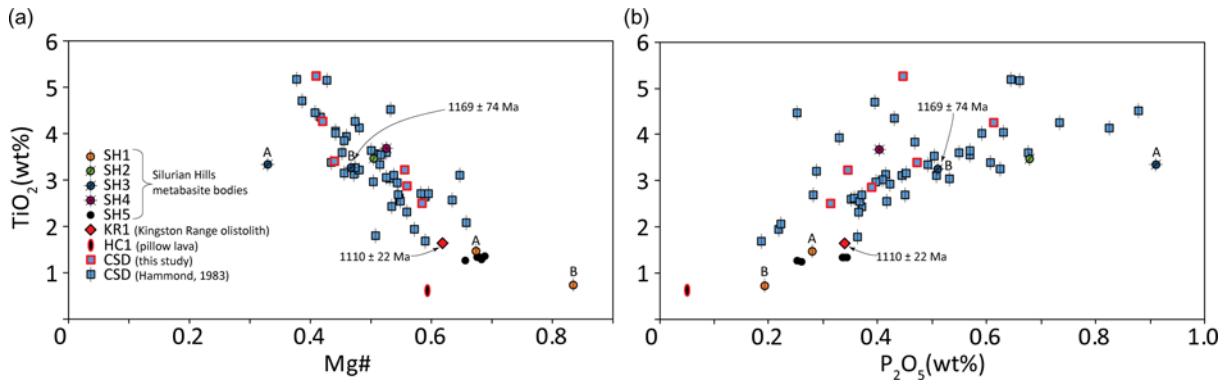 (a)
TiO₂(wt%)
6
5
4
3
2
1
0
0.2
0.4
0.6
0.8
Mg#
1169 ± 74 Ma
A
B
1110 ± 22 Ma
A
B
SH1
SH2
SH3
SH4
SH5
Silurian Hills
metabasite bodies
KR1 (Kingston Range olistolith)
HC1 (pillow lava)
CSD (this study)
CSD (Hammond, 1983)
(b)
6
5
4
3
2
1
0
0.2
0.4
0.6
0.8
1.0
P₂O₅(wt%)
1169 ± 74 Ma
B
A
A
B
1110 ± 22 Ma